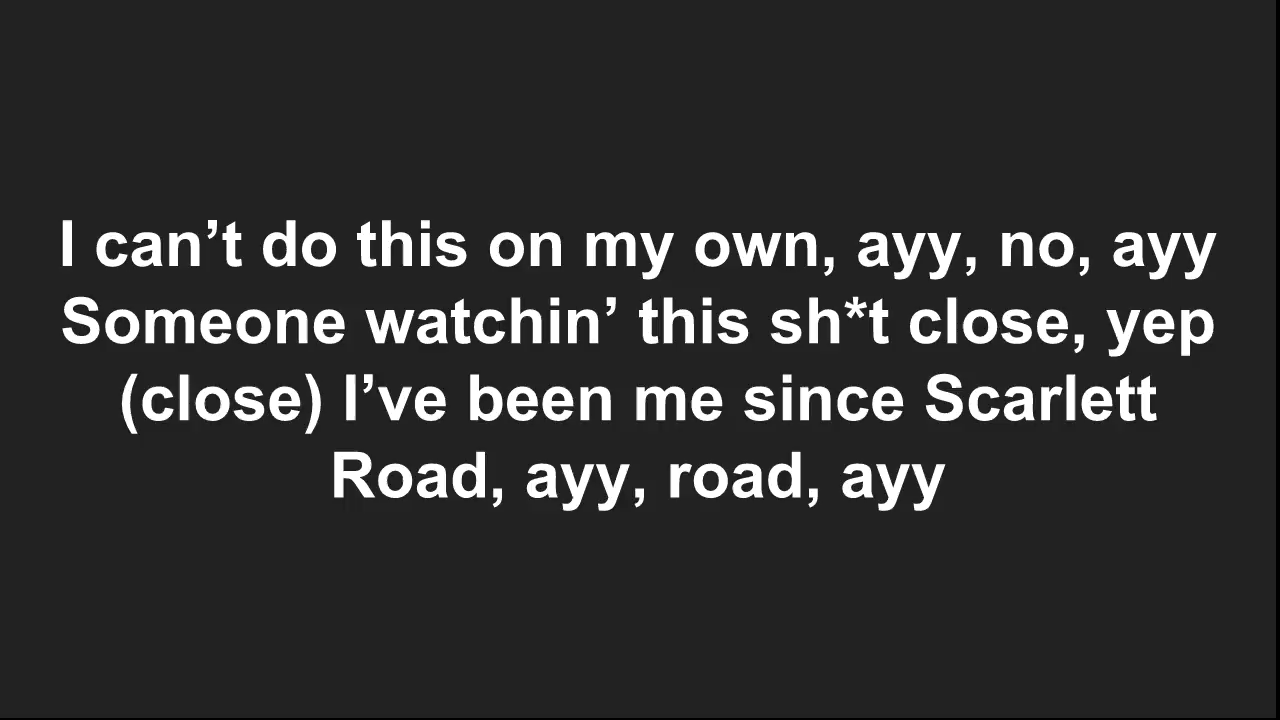 I can’t do this on my own, ayy, no, ayy
Someone watchin’ this sh*t close, yep
(close) I’ve been me since Scarlett
Road, ayy, road, ayy